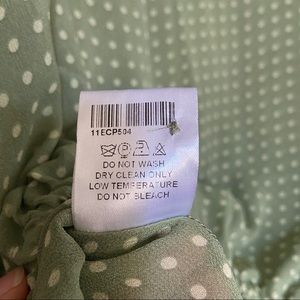 11ECP504
DO NOT WASH
DRY CLEAN ONLY
LOW TEMPERATURE
DO NOT BLEACH